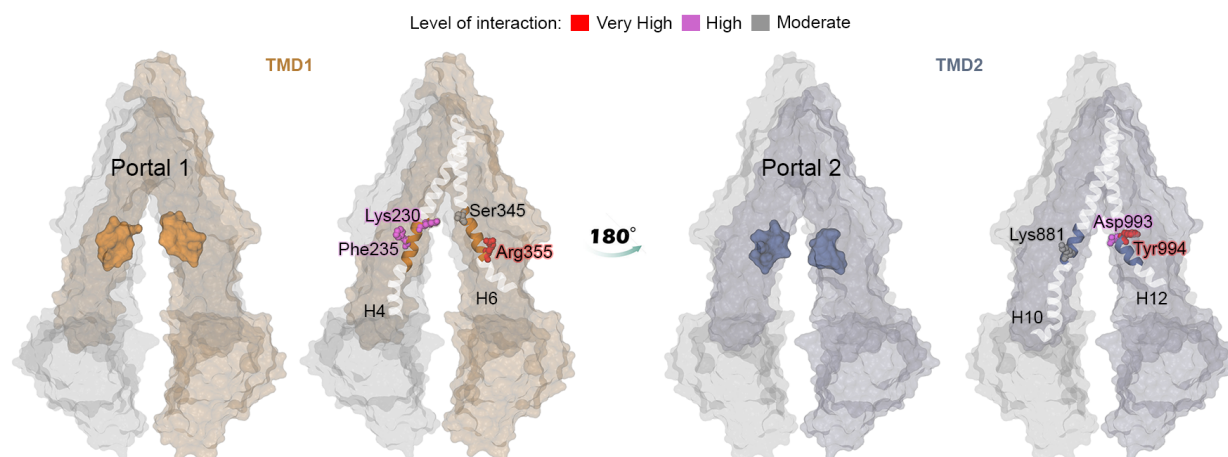 Level of interaction: Very High High Moderate
TMD1
TMD2
Portal 1
Lys230
Ser345
Phe235
Arg355
H4
H6
180°
Portal 2
Asp993
Lys881
Tyr994
H10
H12